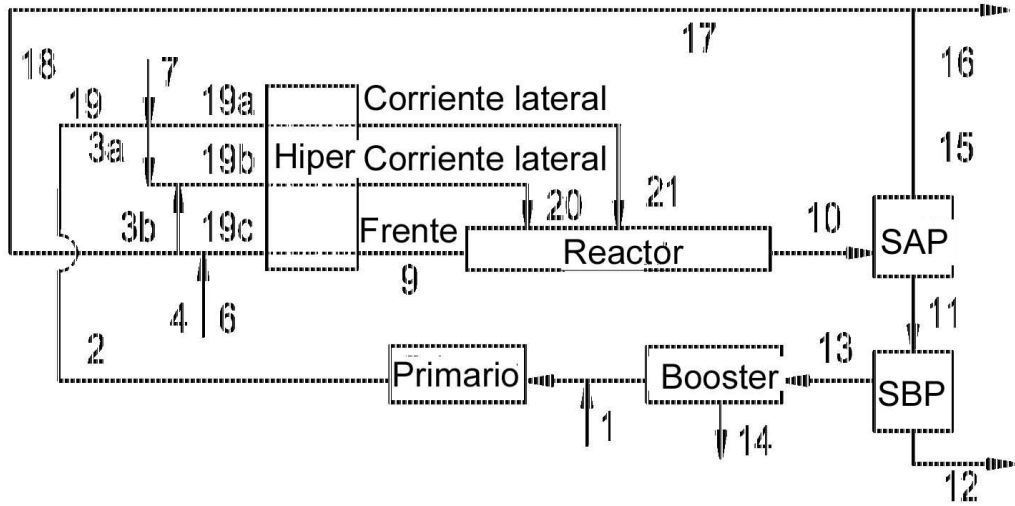 17
18
7
16
19
19a
Corriente lateral
3a
19b
Hiper
Corriente lateral
15
20
21
10
3b
19c
Frente
Reactor
SAP
9
4
6
11
2
13
Primario
Booster
SBP
1
14
12